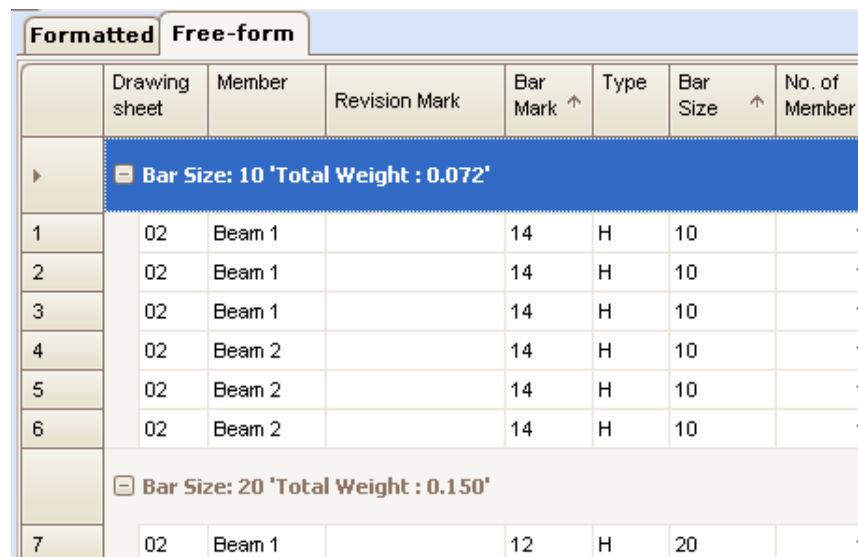 Formatted Free-form
Drawing sheet Member Revision Mark Bar Mark Type Bar Size No. of Member
Bar Size: 10 'Total Weight : 0.072'
1 02 Beam 1 14 H 10
2 02 Beam 1 14 H 10
3 02 Beam 1 14 H 10
4 02 Beam 2 14 H 10
5 02 Beam 2 14 H 10
6 02 Beam 2 14 H 10
Bar Size: 20 'Total Weight : 0.150'
7 02 Beam 1 12 H 20